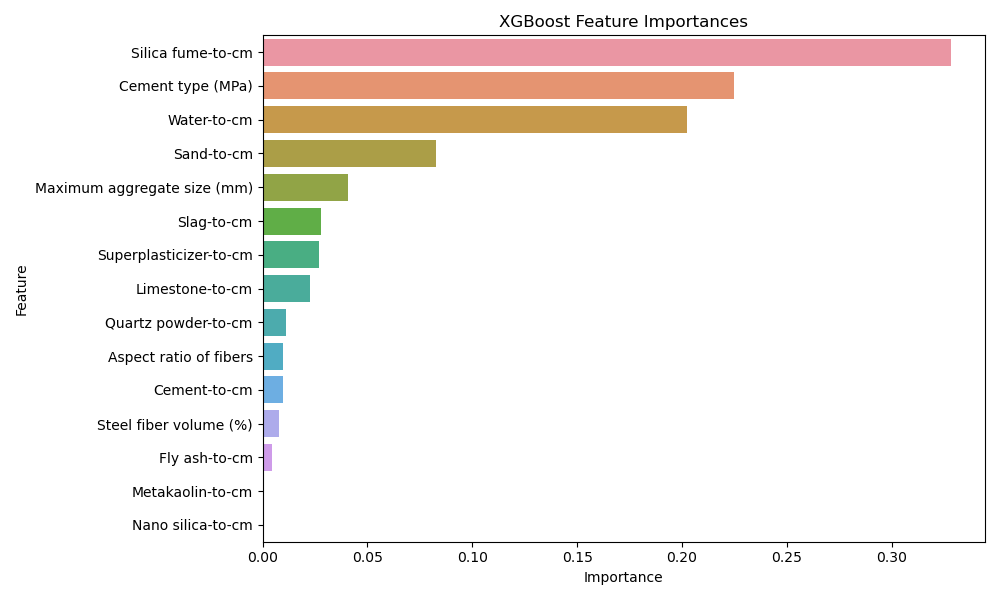 XGBoost Feature Importances
Silica fume-to-cm
Cement type (MPa)
Water-to-cm
Sand-to-cm
Maximum aggregate size (mm)
Slag-to-cm
Superplasticizer-to-cm
Limestone-to-cm
Quartz powder-to-cm
Aspect ratio of fibers
Cement-to-cm
Steel fiber volume (%)
Fly ash-to-cm
Metakaolin-to-cm
Nano silica-to-cm
Feature
0.00 0.05 0.10 0.15 0.20 0.25 0.30
Importance